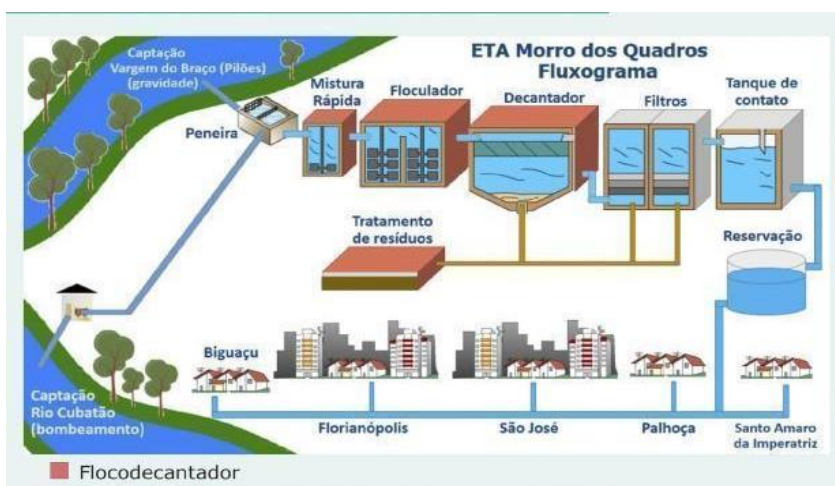 ETA Morro dos Quadros
Fluxograma
Captação
Vargem do Braço (Pilões)
(gravidade)
Peneira
Mistura
Rápida
Floculador
Decantador
Filtros
Tanque de
contato
Tratamento
de resíduos
Reservação
Captação
Rio Cubatão
(bombeamento)
Biguaçu
Florianópolis
São José
Palhoça
Santo Amaro
da Imperatriz
Flocodecantador